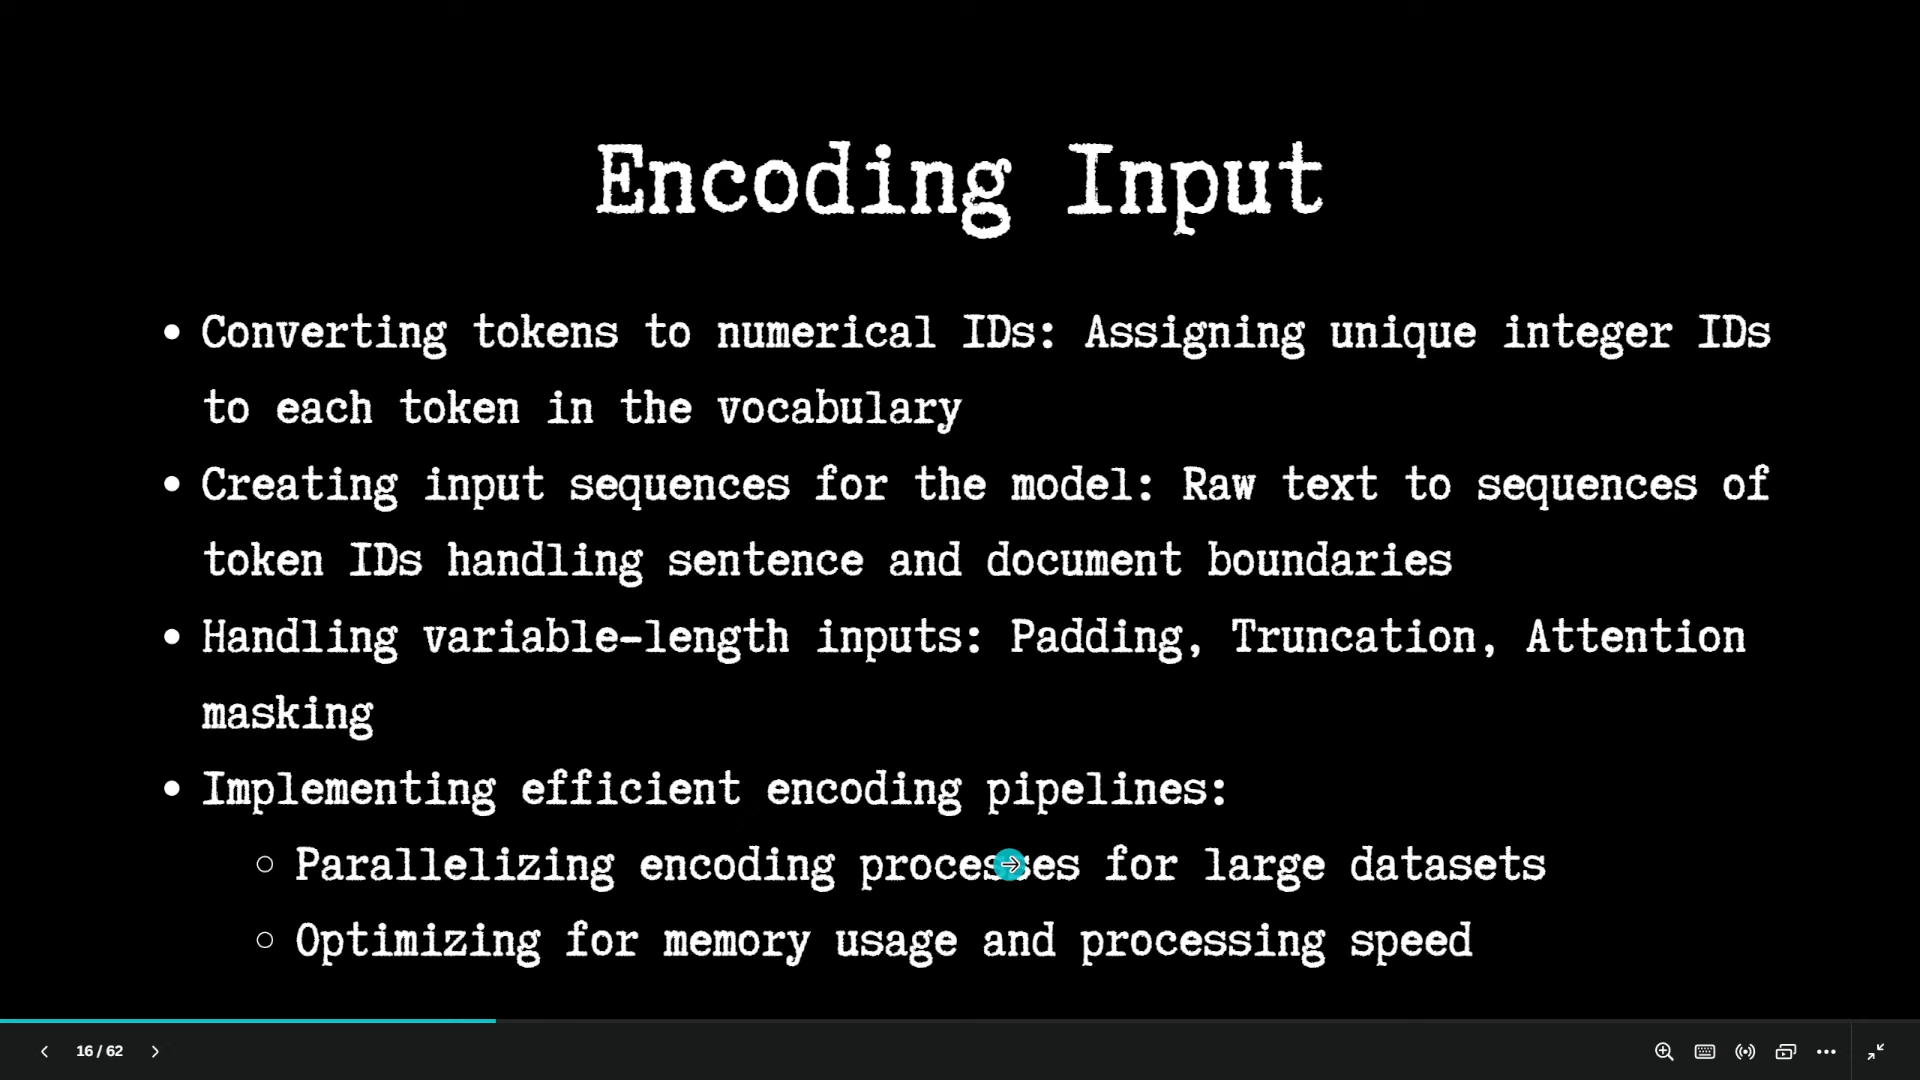 Encoding Input
• Converting tokens to numerical IDs: Assigning unique integer IDs
to each token in the vocabulary
• Creating input sequences for the model: Raw text to sequences of
token IDs handling sentence and document boundaries
• Handling variable-length inputs: Padding, Truncation, Attention
masking
• Implementing efficient encoding pipelines:
○ Parallelizing encoding processes for large datasets
○ Optimizing for memory usage and processing speed
16 / 62